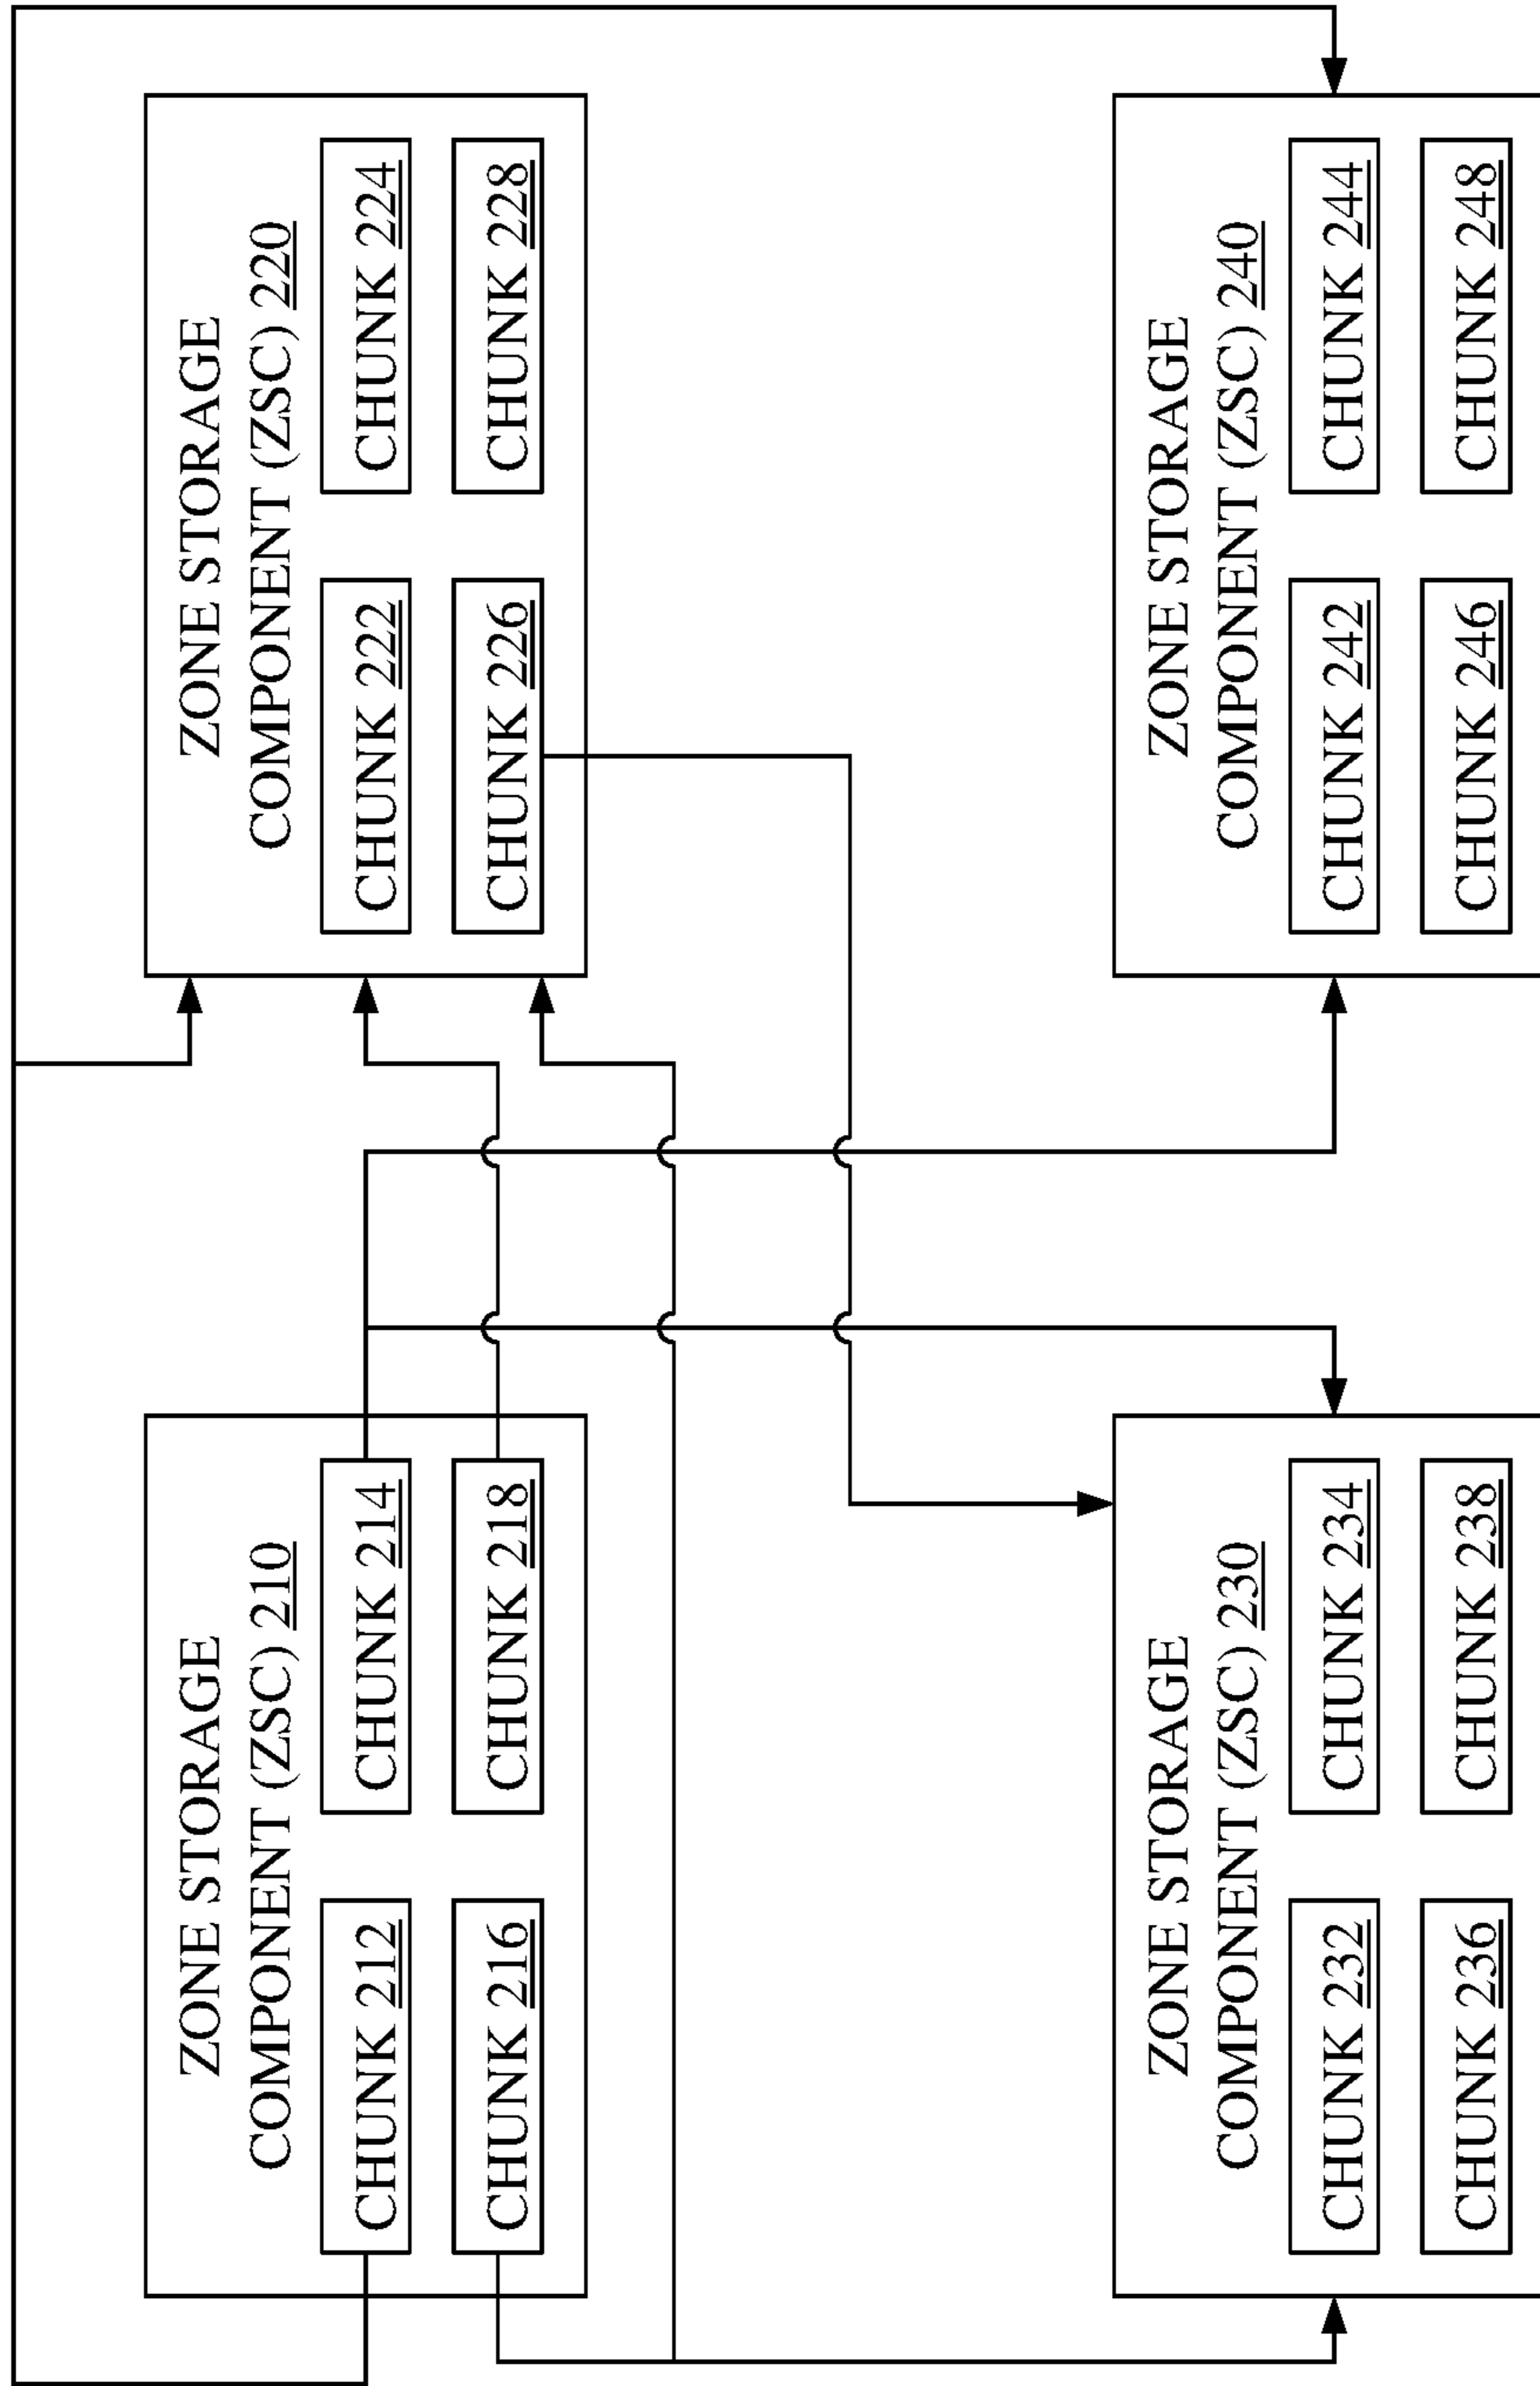 ZONE STORAGE
COMPONENT (ZSC) 210
CHUNK 212
CHUNK 214
CHUNK 216
CHUNK 218
ZONE STORAGE
COMPONENT (ZSC) 220
CHUNK 222
CHUNK 224
CHUNK 226
CHUNK 228
ZONE STORAGE
COMPONENT (ZSC) 230
CHUNK 232
CHUNK 234
CHUNK 236
CHUNK 238
ZONE STORAGE
COMPONENT (ZSC) 240
CHUNK 242
CHUNK 244
CHUNK 246
CHUNK 248